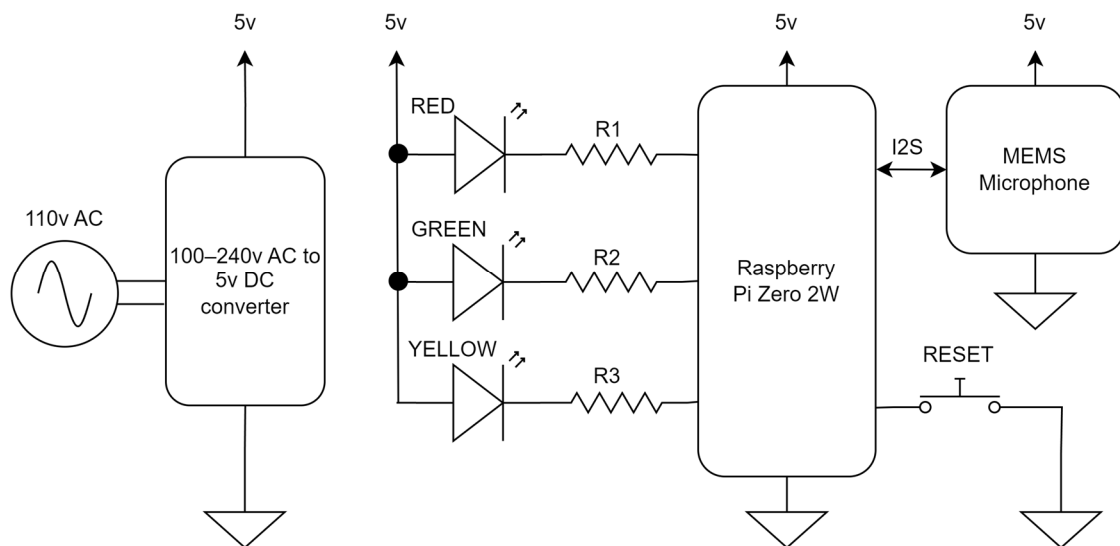 5v
5v
5v
5v
RED
R1
I2S
MEMS
Microphone
110v AC
GREEN
R2
100–240v AC to
5v DC
converter
Raspberry
Pi Zero 2W
YELLOW
R3
RESET